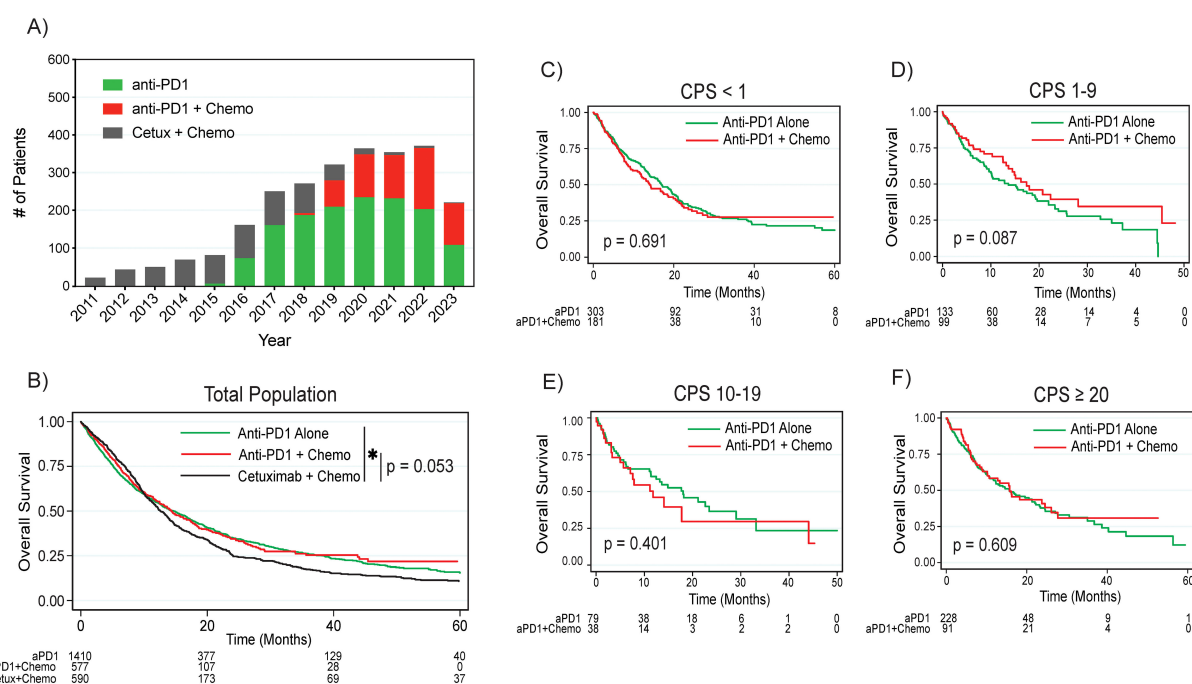 A)
600
500
400
300
200
100
0
# of Patients
anti-PD1
anti-PD1 + Chemo
Cetux + Chemo
2011 2012 2013 2014 2015 2016 2017 2018 2019 2020 2021 2022 2023
Year
B)
Total Population
1.00
0.75
0.50
0.25
0.00
Overall Survival
Anti-PD1 Alone
Anti-PD1 + Chemo
Cetuximab + Chemo
*
p = 0.053
0 20 40 60
Time (Months)
aPD1 1410 377 129 40
PD1+Chemo 577 107 28 0
etux+Chemo 590 173 69 37
C)
CPS < 1
1.00
0.75
0.50
0.25
0.00
Overall Survival
Anti-PD1 Alone
Anti-PD1 + Chemo
p = 0.691
0 20 40 60
Time (Months)
aPD1 303 92 31 8
aPD1+Chemo 181 38 10 0
D)
CPS 1-9
1.00
0.75
0.50
0.25
0.00
Overall Survival
Anti-PD1 Alone
Anti-PD1 + Chemo
p = 0.087
0 10 20 30 40 50
Time (Months)
aPD1 133 60 28 14 4 0
aPD1+Chemo 99 38 14 7 5 0
E)
CPS 10-19
1.00
0.75
0.50
0.25
0.00
Overall Survival
Anti-PD1 Alone
Anti-PD1 + Chemo
p = 0.401
0 10 20 30 40 50
Time (Months)
aPD1 79 38 18 6 1 0
aPD1+Chemo 38 14 3 2 2 0
F)
CPS ≥ 20
1.00
0.75
0.50
0.25
0.00
Overall Survival
Anti-PD1 Alone
Anti-PD1 + Chemo
p = 0.609
0 20 40 60
Time (Months)
aPD1 228 48 9 1
aPD1+Chemo 91 21 4 0